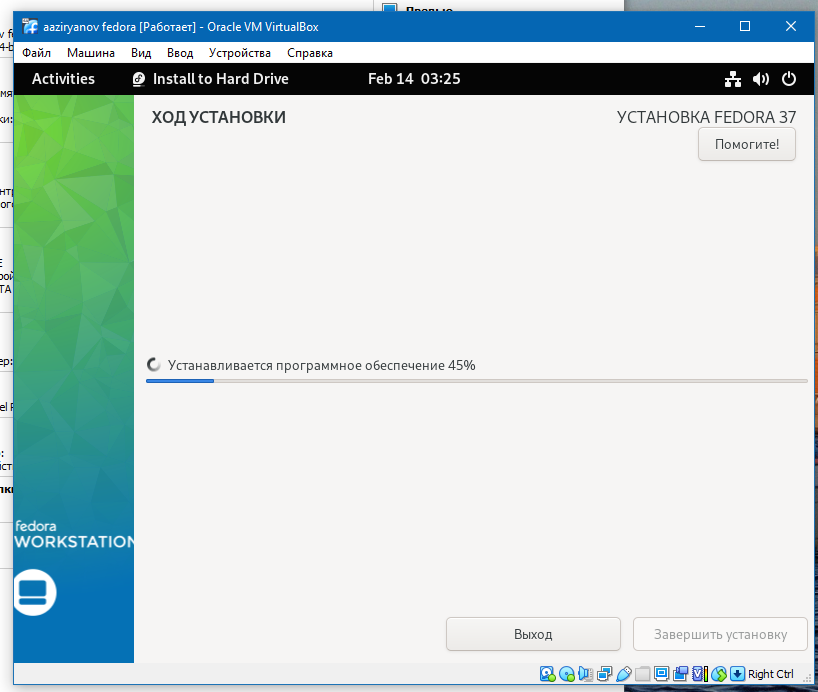 Превью
aaziryanov fedora [Работает] - Oracle VM VirtualBox
Файл Машина Вид Ввод Устройства Справка
Activities Install to Hard Drive Feb 14 03:25
ХОД УСТАНОВКИ
УСТАНОВКА FEDORA 37
Помогите!
Устанавливается программное обеспечение 45%
fedora
WORKSTATION
Выход
Завершить установку
Right Ctrl